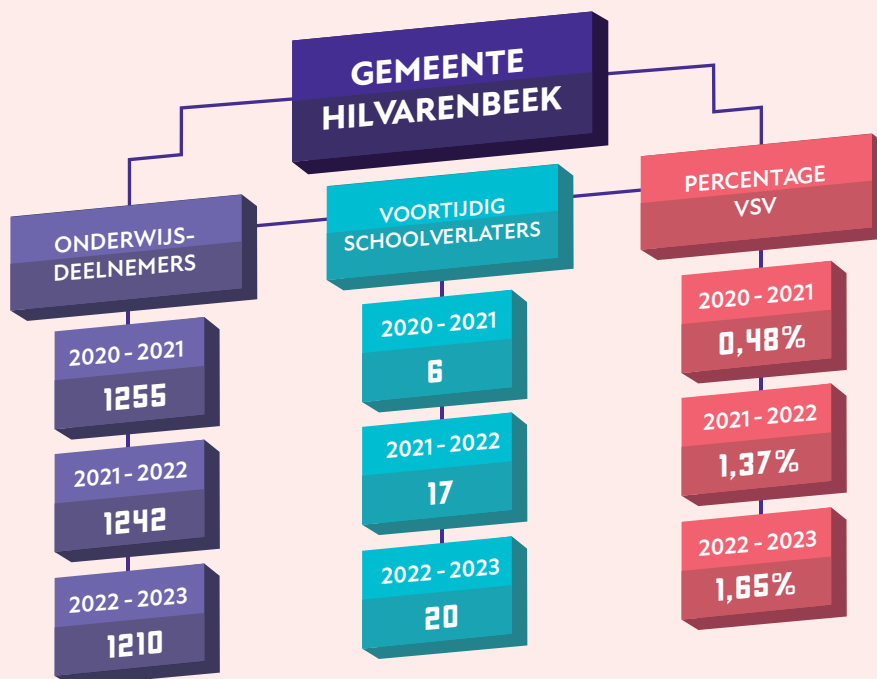 GEMEENTE
HILVARENBEEK
ONDERWIJS-
DEELNEMERS
2020 - 2021
1255
2021 - 2022
1242
2022 - 2023
1210
VOORTIJDIG
SCHOOLVERLATERS
2020 - 2021
6
2021 - 2022
17
2022 - 2023
20
PERCENTAGE
VSV
2020 - 2021
0,48%
2021 - 2022
1,37%
2022 - 2023
1,65%